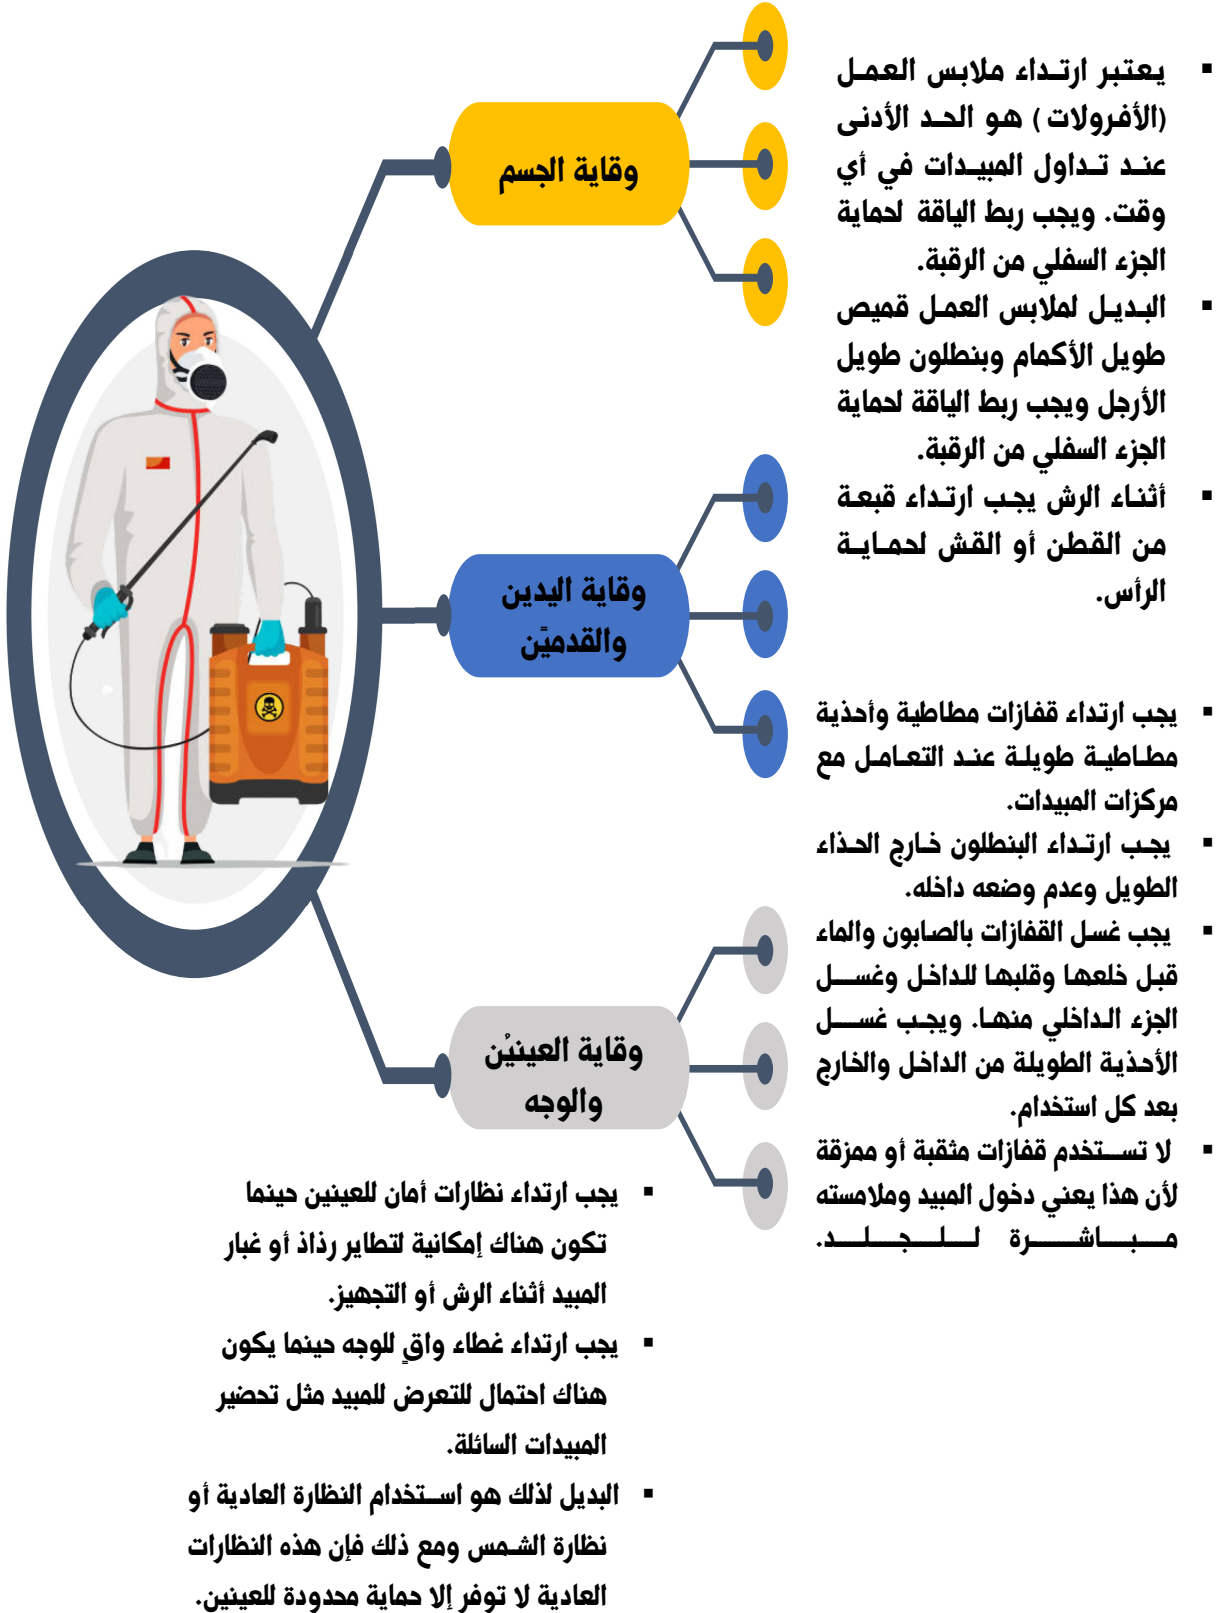 وقاية الجسم
▪ يعتبر ارتداء ملابس العمل
(الأفرولات) هو الحد الأدنى
عند تداول المبيدات في أي
وقت. ويجب ربط الياقة لحماية
الجزء السفلي من الرقبة.
▪ البديل لملابس العمل قميص
طويل الأكمام وبنطلون طويل
الأرجل ويجب ربط الياقة لحماية
الجزء السفلي من الرقبة.
▪ أثناء الرش يجب ارتداء قبعة
من القطن أو القش لحماية
الرأس.
وقاية اليدين
والقدميّن
▪ يجب ارتداء قفازات مطاطية وأحذية
مطاطية طويلة عند التعامل مع
مركزات المبيدات.
▪ يجب ارتداء البنطلون خارج الحذاء
الطويل وعدم وضعه داخله.
▪ يجب غسل القفازات بالصابون والماء
قبل خلعها وقلبها للداخل وغسل
الجزء الداخلي منها. ويجب غسل
الأحذية الطويلة من الداخل والخارج
بعد كل استخدام.
▪ لا تستخدم قفازات مثقبة أو ممزقة
لأن هذا يعني دخول المبيد وملامسته
مباشرة للجلد.
وقاية العينيُن
والوجه
▪ يجب ارتداء نظارات أمان للعينين حينما
تكون هناك إمكانية لتطاير رذاذ أو غبار
المبيد أثناء الرش أو التجهيز.
▪ يجب ارتداء غطاء واقٍ للوجه حينما يكون
هناك احتمال للتعرض للمبيد مثل تحضير
المبيدات السائلة.
▪ البديل لذلك هو استخدام النظارة العادية أو
نظارة الشمس ومع ذلك فإن هذه النظارات
العادية لا توفر إلا حماية محدودة للعينين.